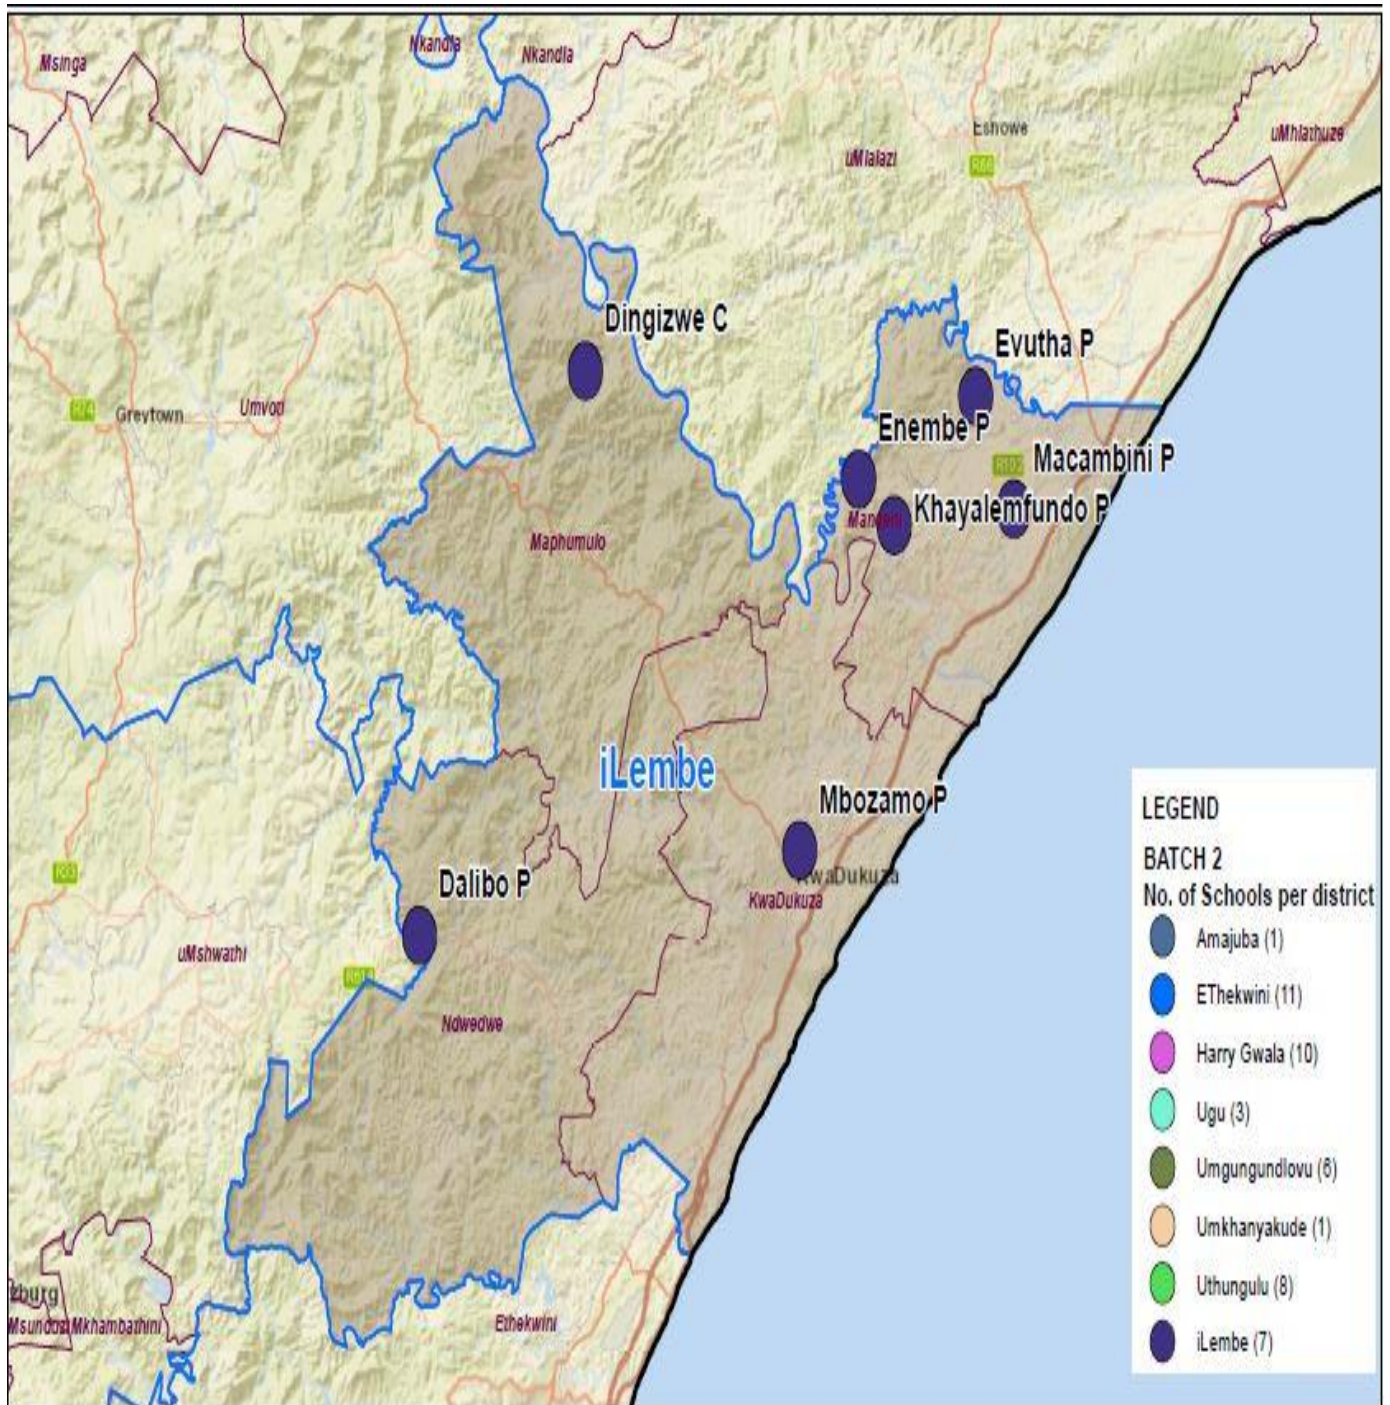 Msinga
Nkandla
Nkandla
Eshowe
uMlalazi
uMhlathuze
R66
Dingizwe C
Evutha P
R74
Greytown
Umvoti
Enembe P
R102
Macambini P
Khayalemfundo P
Maphumulo
iLembe
Mbozamo P
KwaDukuza
KwaDukuza
Dalibo P
uMshwathi
R614
Ndwedwe
zburg
Mkhambathini
Ethekwini
LEGEND
BATCH 2
No. of Schools per district
Amajuba (1)
EThekwini (11)
Harry Gwala (10)
Ugu (3)
Umgungundlovu (6)
Umkhanyakude (1)
Uthungulu (8)
iLembe (7)